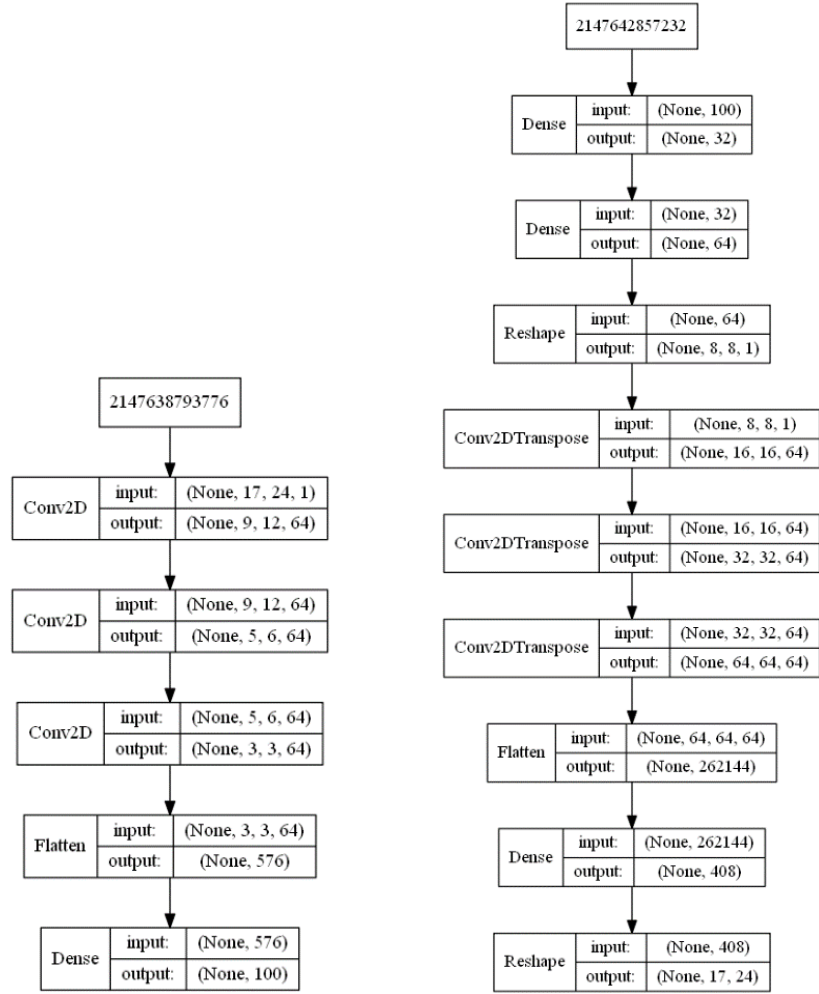 2147638793776
Conv2D input: (None, 17, 24, 1)
output: (None, 9, 12, 64)
Conv2D input: (None, 9, 12, 64)
output: (None, 5, 6, 64)
Conv2D input: (None, 5, 6, 64)
output: (None, 3, 3, 64)
Flatten input: (None, 3, 3, 64)
output: (None, 576)
Dense input: (None, 576)
output: (None, 100)
2147642857232
Dense input: (None, 100)
output: (None, 32)
Dense input: (None, 32)
output: (None, 64)
Reshape input: (None, 64)
output: (None, 8, 8, 1)
Conv2DTranspose input: (None, 8, 8, 1)
output: (None, 16, 16, 64)
Conv2DTranspose input: (None, 16, 16, 64)
output: (None, 32, 32, 64)
Conv2DTranspose input: (None, 32, 32, 64)
output: (None, 64, 64, 64)
Flatten input: (None, 64, 64, 64)
output: (None, 262144)
Dense input: (None, 262144)
output: (None, 408)
Reshape input: (None, 408)
output: (None, 17, 24)